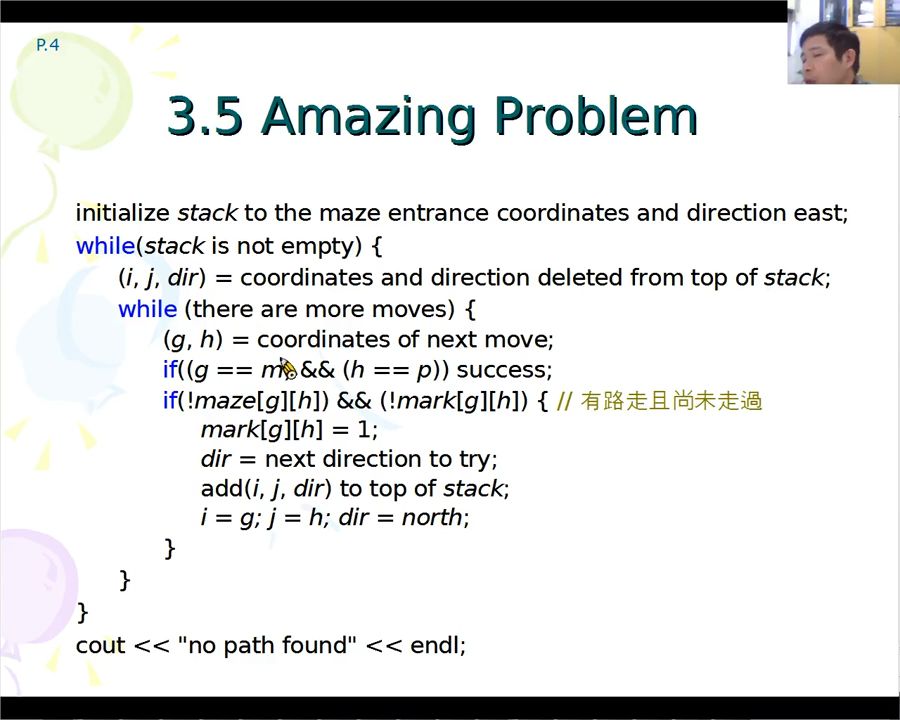 P.4
3.5 Amazing Problem
initialize stack to the maze entrance coordinates and direction east;
while(stack is not empty) {
(i, j, dir) = coordinates and direction deleted from top of stack;
while (there are more moves) {
(g, h) = coordinates of next move;
if((g == m && (h == p)) success;
if(!maze[g][h]) && (!mark[g][h]) { // 有路走且尚未走過
mark[g][h] = 1;
dir = next direction to try;
add(i, j, dir) to top of stack;
i = g; j = h; dir = north;
}
}
}
cout << "no path found" << endl;